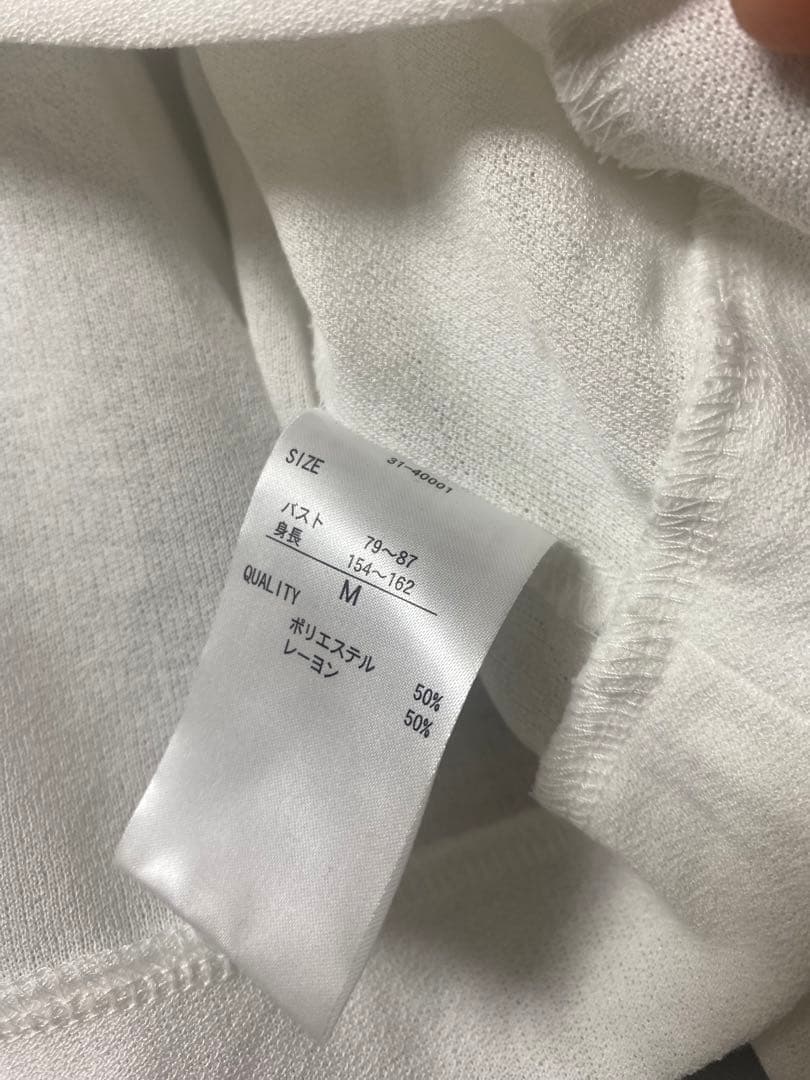 31-40001
SIZE
バスト 79～87
身長 154～162
M
QUALITY
ポリエステル 50%
レーヨン 50%